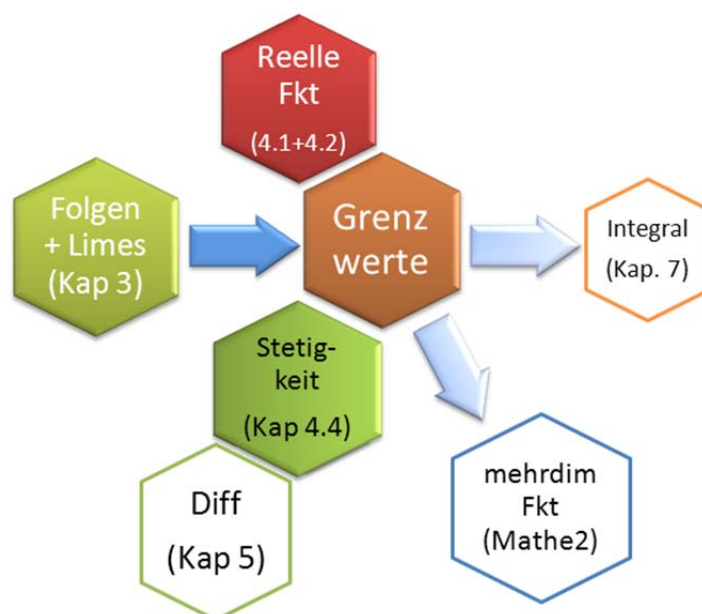 Reelle
Fkt
(4.1+4.2)
Folgen
+ Limes
(Kap 3)
Grenz
werte
Integral
(Kap. 7)
Stetig-
keit
(Kap 4.4)
Diff
(Kap 5)
mehrdim
Fkt
(Mathe2)